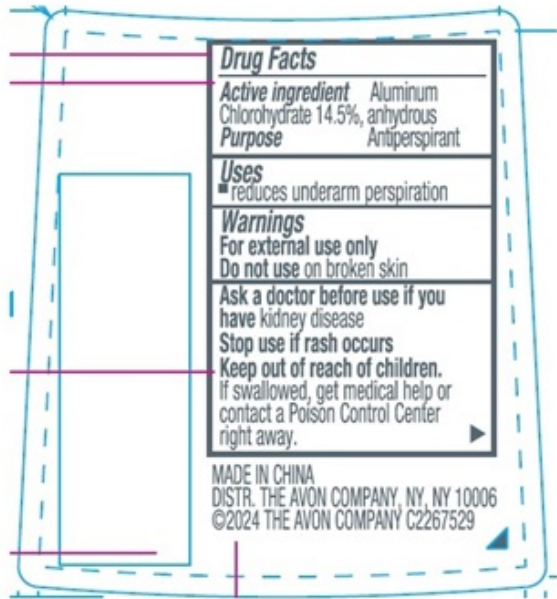 Drug Facts
Active ingredient Aluminum
Chlorohydrate 14.5%, anhydrous
Purpose Antiperspirant
Uses
■ reduces underarm perspiration
Warnings
For external use only
Do not use on broken skin
Ask a doctor before use if you
have kidney disease
Stop use if rash occurs
Keep out of reach of children.
If swallowed, get medical help or
contact a Poison Control Center
right away.
MADE IN CHINA
DISTR. THE AVON COMPANY, NY, NY 10006
©2024 THE AVON COMPANY C2267529